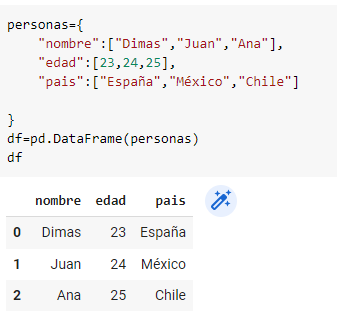 personas={
    "nombre":["Dimas","Juan","Ana"],
    "edad":[23,24,25],
    "pais":["España","México","Chile"]
}
df=pd.DataFrame(personas)
df
nombre edad pais
0 Dimas 23 España
1 Juan 24 México
2 Ana 25 Chile